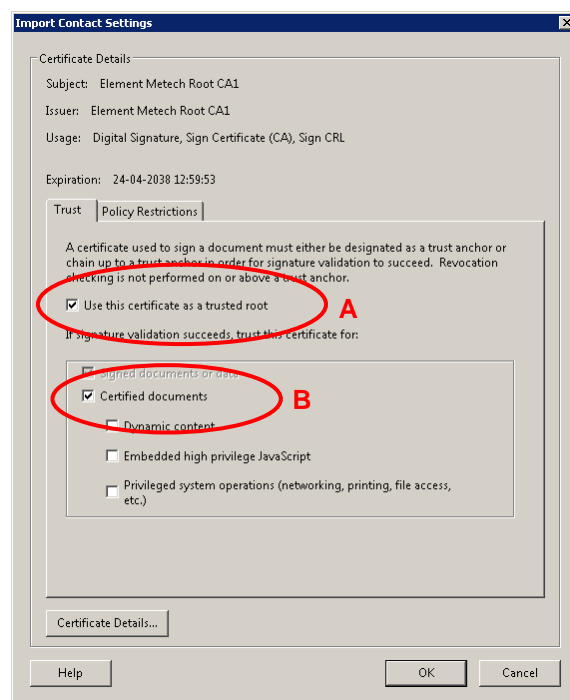 Import Contact Settings
Certificate Details
Subject: Element Metech Root CA1
Issuer: Element Metech Root CA1
Usage: Digital Signature, Sign Certificate (CA), Sign CRL
Expiration: 24-04-2038 12:59:53
Trust Policy Restrictions
A certificate used to sign a document must either be designated as a trust anchor or
chain up to a trust anchor in order for signature validation to succeed. Revocation
checking is not performed on or above a trust anchor.
Use this certificate as a trusted root
A
If signature validation succeeds, trust this certificate for:
Signed documents or data
Certified documents
B
Dynamic content
Embedded high privilege JavaScript
Privileged system operations (networking, printing, file access,
etc.)
Certificate Details...
Help OK Cancel